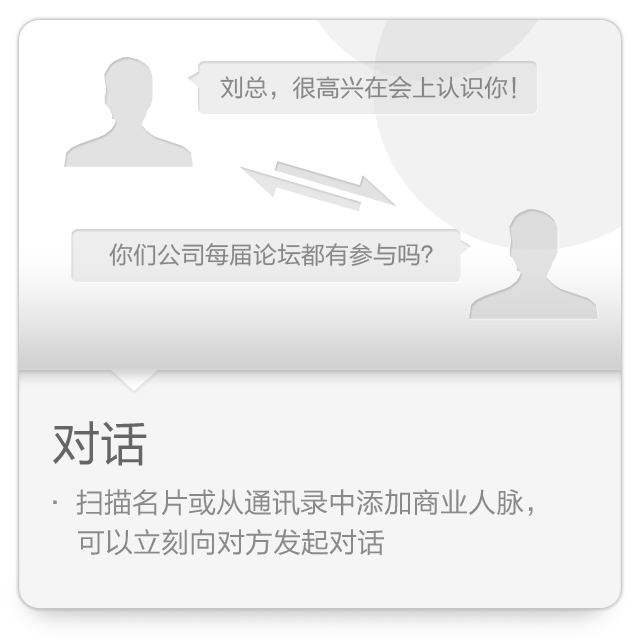 刘总，很高兴在会上认识你！
你们公司每届论坛都有参与吗？
对话
· 扫描名片或从通讯录中添加商业人脉，
可以立刻向对方发起对话